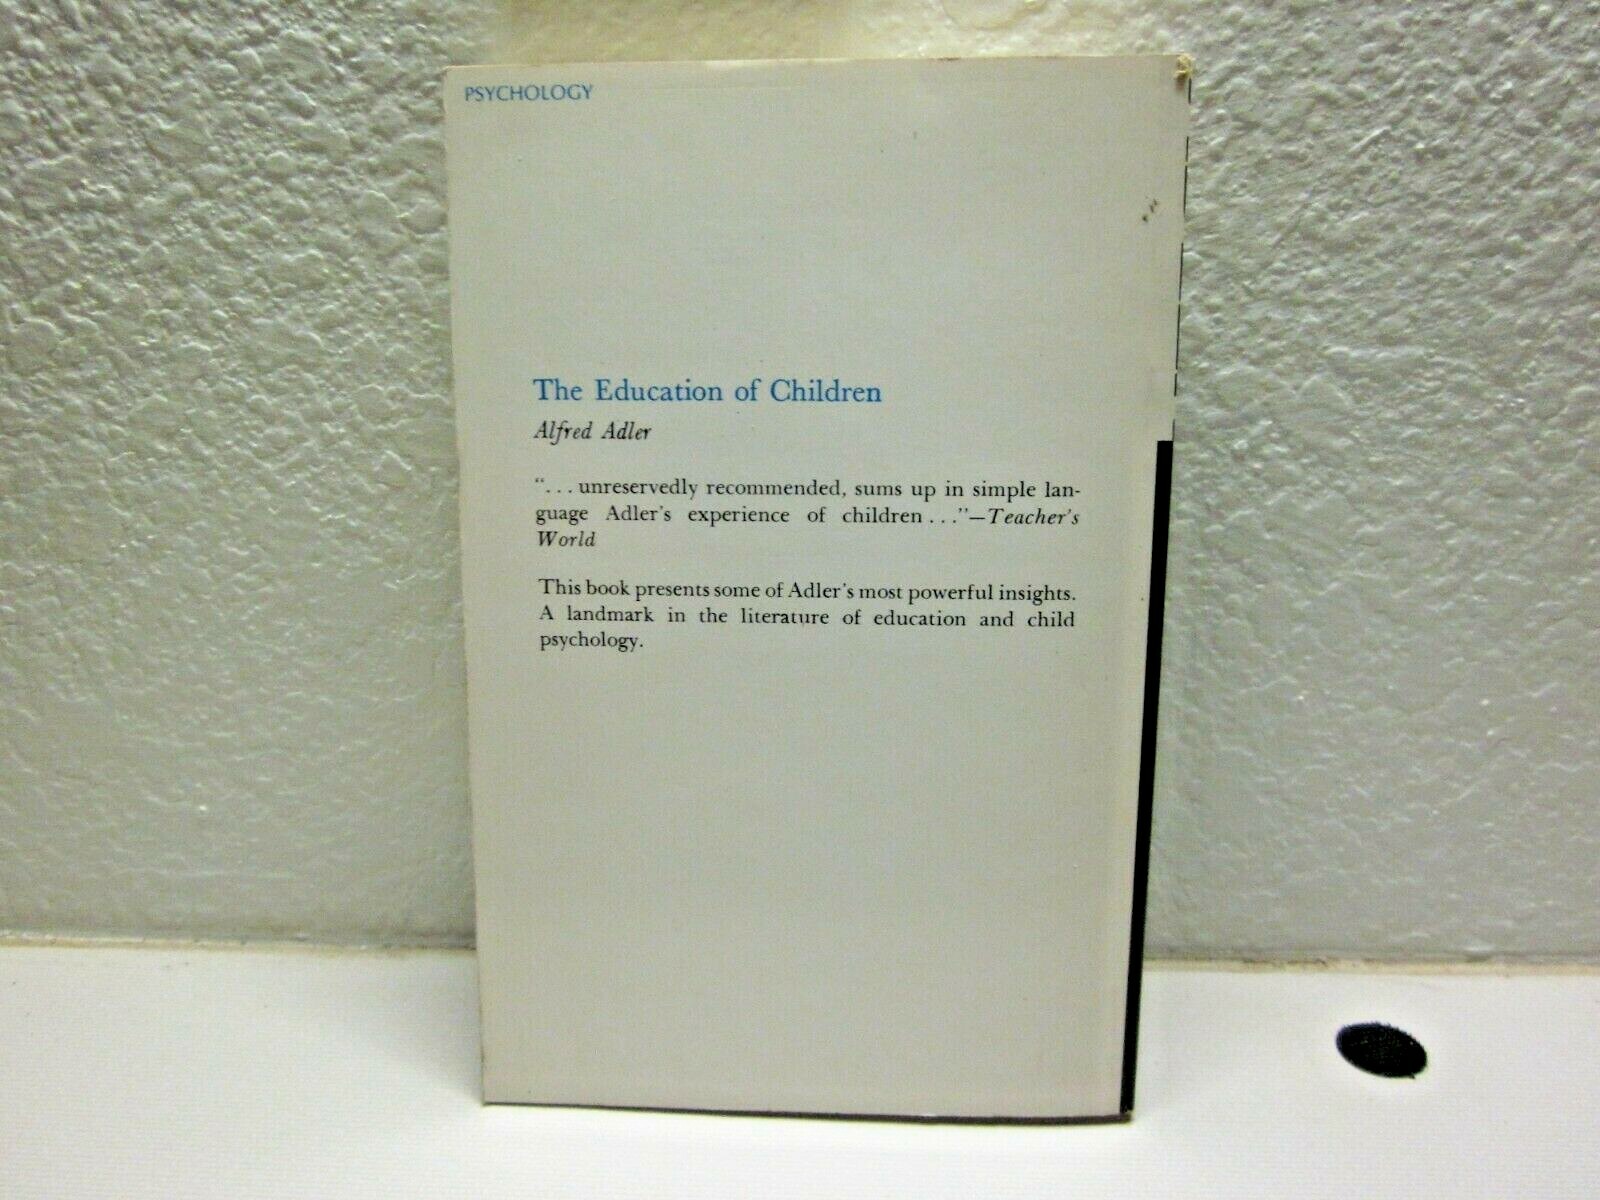 PSYCHOLOGY
The Education of Children
Alfred Adler
“. . . unreservedly recommended, sums up in simple lan-
guage Adler’s experience of children . . .”—Teacher’s
World
This book presents some of Adler’s most powerful insights.
A landmark in the literature of education and child
psychology.